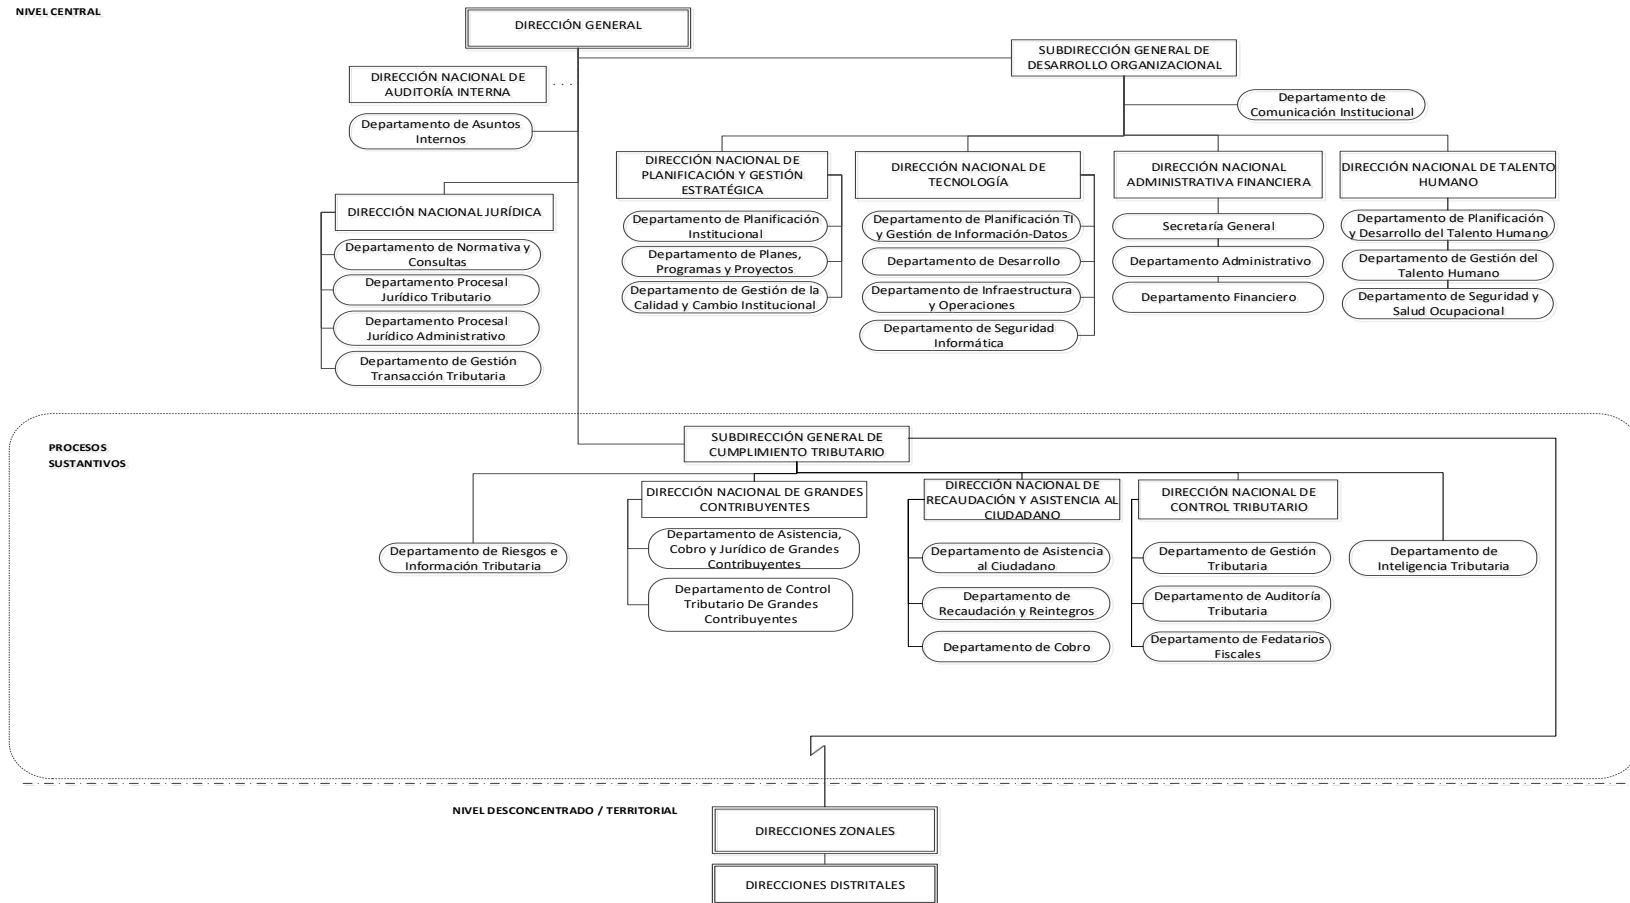 NIVEL CENTRAL
DIRECCIÓN GENERAL
SUBDIRECCIÓN GENERAL DE
DESARROLLO ORGANIZACIONAL
DIRECCIÓN NACIONAL DE
AUDITORÍA INTERNA
Departamento de
Comunicación Institucional
Departamento de Asuntos
Internos
DIRECCIÓN NACIONAL DE
PLANIFICACIÓN Y GESTIÓN
ESTRATÉGICA
Departamento de Planificación
Institucional
Departamento de Planes,
Programas y Proyectos
Departamento de Gestión de la
Calidad y Cambio Institucional
DIRECCIÓN NACIONAL DE
TECNOLOGÍA
Departamento de Planificación TI
y Gestión de Información-Datos
Departamento de Desarrollo
Departamento de Infraestructura
y Operaciones
Departamento de Seguridad
Informática
DIRECCIÓN NACIONAL
ADMINISTRATIVA FINANCIERA
Secretaría General
Departamento Administrativo
Departamento Financiero
DIRECCIÓN NACIONAL DE TALENTO
HUMANO
Departamento de Planificación
y Desarrollo del Talento Humano
Departamento de Gestión del
Talento Humano
Departamento de Seguridad y
Salud Ocupacional
DIRECCIÓN NACIONAL JURÍDICA
Departamento de Normativa y
Consultas
Departamento Procesal
Jurídico Tributario
Departamento Procesal
Jurídico Administrativo
Departamento de Gestión
Transacción Tributaria
PROCESOS
SUSTANTIVOS
SUBDIRECCIÓN GENERAL DE
CUMPLIMIENTO TRIBUTARIO
Departamento de Riesgos e
Información Tributaria
DIRECCIÓN NACIONAL DE GRANDES
CONTRIBUYENTES
Departamento de Asistencia,
Cobro y Jurídico de Grandes
Contribuyentes
Departamento de Control
Tributario De Grandes
Contribuyentes
DIRECCIÓN NACIONAL DE
RECAUDACIÓN Y ASISTENCIA AL
CIUDADANO
Departamento de Asistencia
al Ciudadano
Departamento de
Recaudación y Reintegros
Departamento de Cobro
DIRECCIÓN NACIONAL DE
CONTROL TRIBUTARIO
Departamento de Gestión
Tributaria
Departamento de Auditoría
Tributaria
Departamento de Fedatarios
Fiscales
Departamento de
Inteligencia Tributaria
NIVEL DESCONCENTRADO / TERRITORIAL
DIRECCIONES ZONALES
DIRECCIONES DISTRITALES